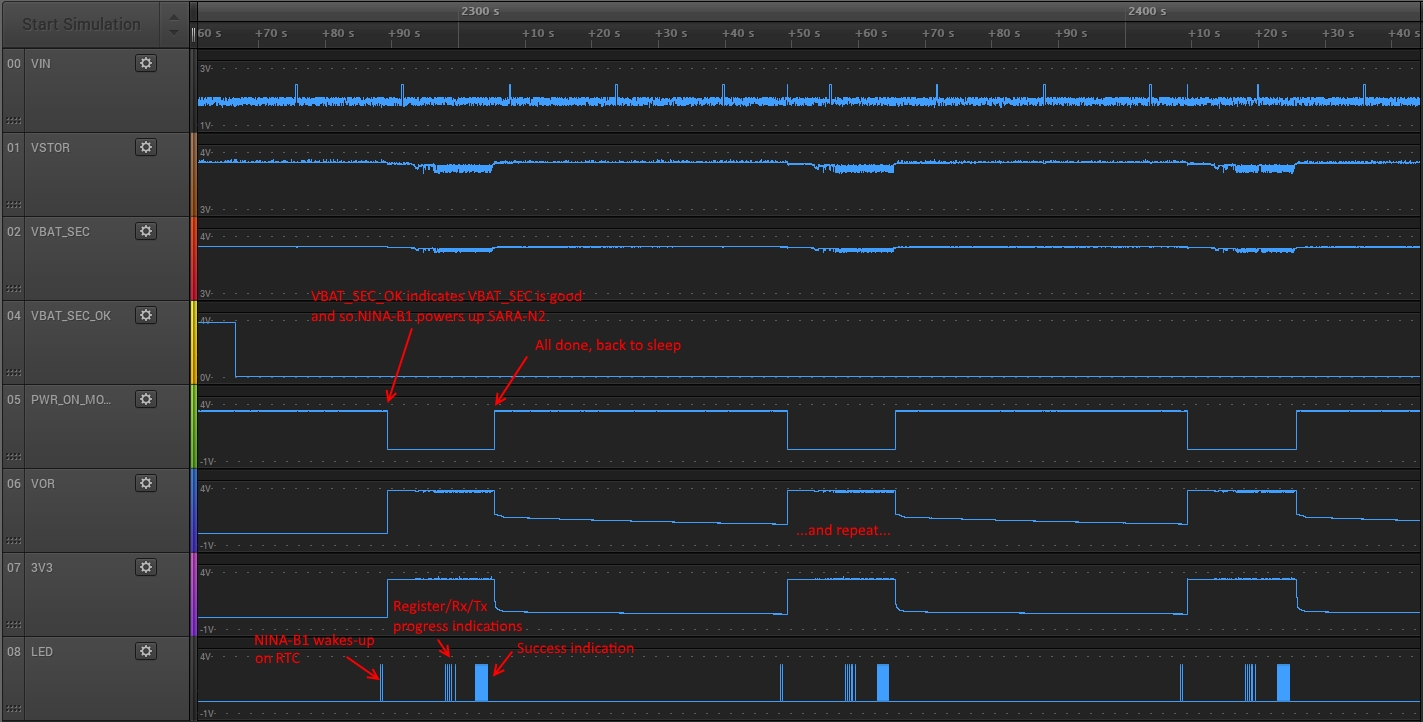 Start Simulation
2300 s
2400 s
60 s +70 s +80 s +90 s +10 s +20 s +30 s +40 s +50 s +60 s +70 s +80 s +90 s +10 s +20 s +30 s +40 s
00 VIN
3V
1V
01 VSTOR
4V
3V
02 VBAT_SEC
4V
3V
VBAT_SEC_OK indicates VBAT_SEC is good
and so NINA-B1 powers up SARA-N2.
04 VBAT_SEC_OK
4V
0V
All done, back to sleep
05 PWR_ON_MO...
4V
-1V
06 VOR
4V
-1V
...and repeat...
07 3V3
4V
-1V
Register/Rx/Tx
progress indications
08 LED
4V
-1V
NINA-B1 wakes-up
on RTC
Success indication